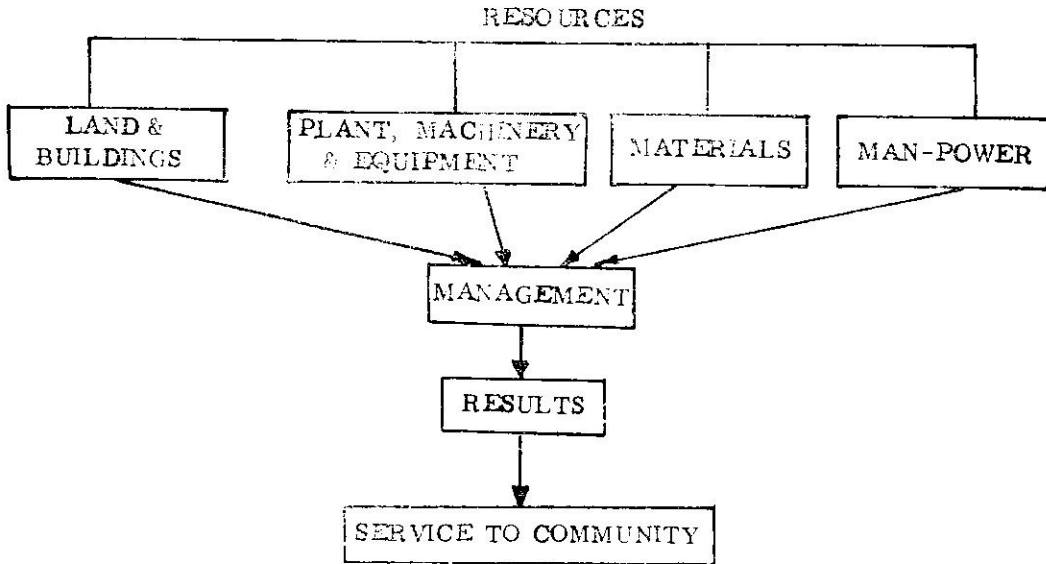 RESOURCES
LAND &
BUILDINGS
PLANT, MACHINERY
& EQUIPMENT
MATERIALS
MAN-POWER
MANAGEMENT
RESULTS
SERVICE TO COMMUNITY